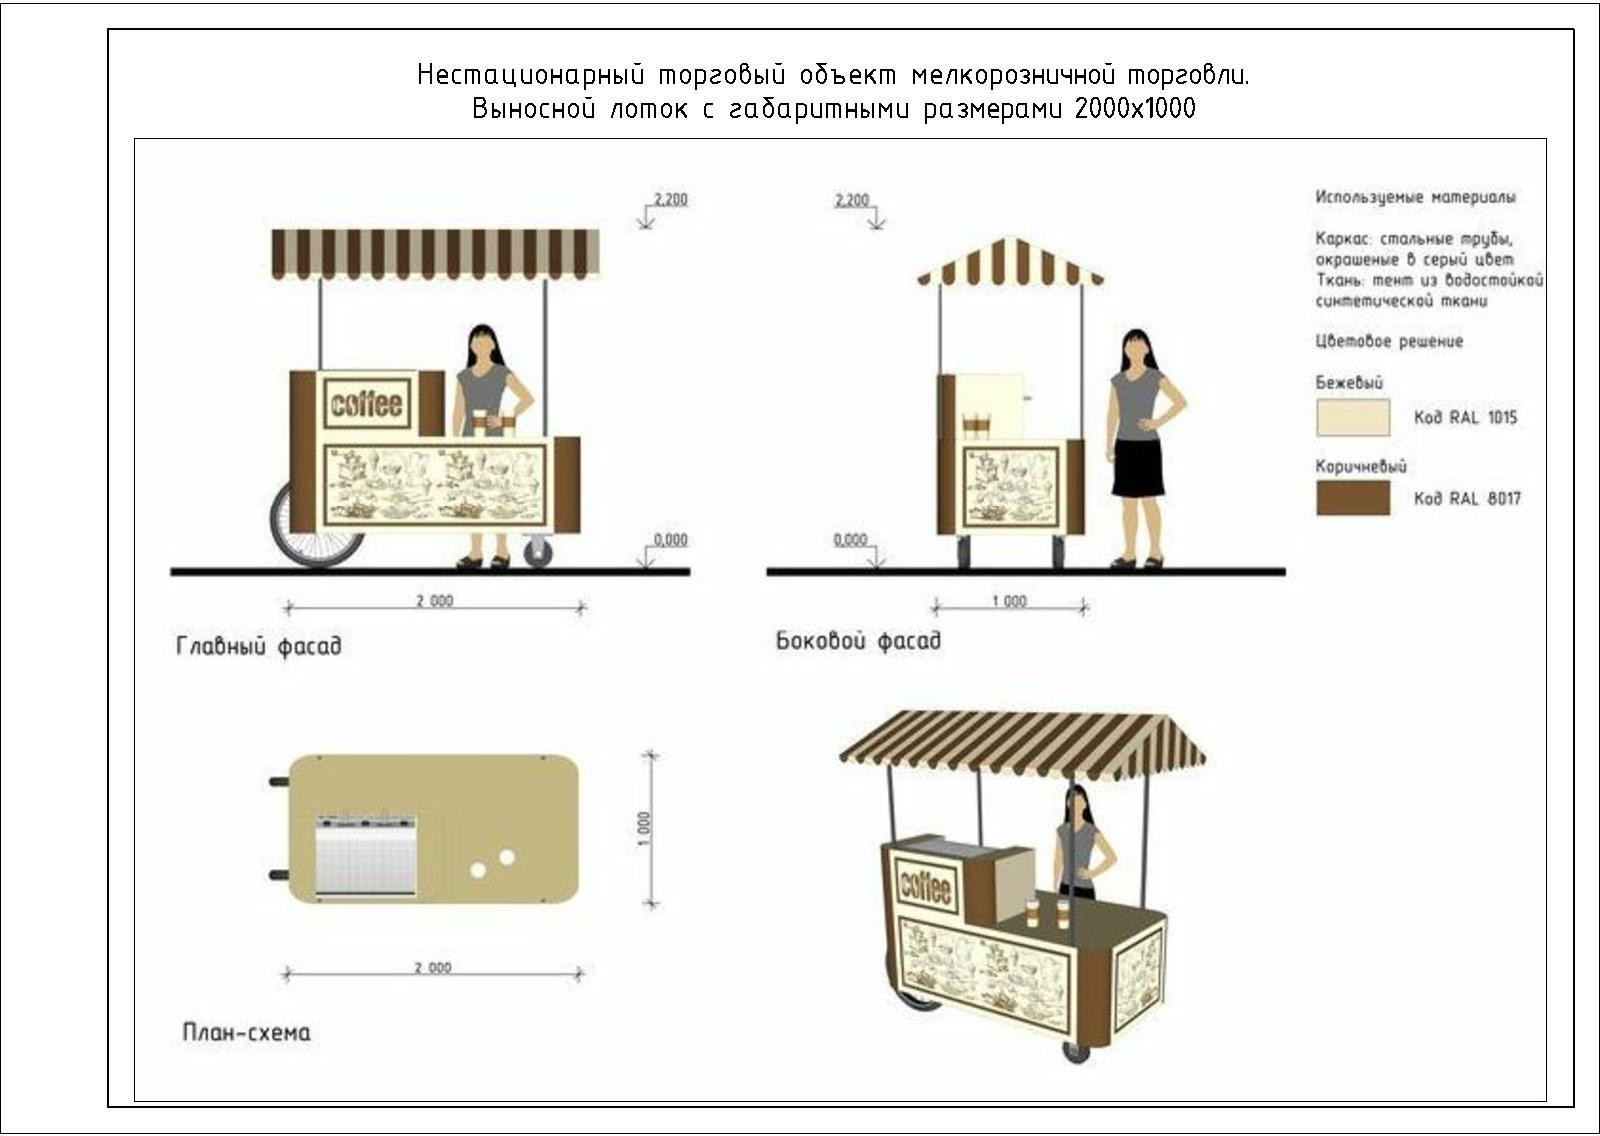 Нестационарный торговый объект мелкорозничной торговли.
Выносной лоток с габаритными размерами 2000х1000
2,200
2,200
coffee
0,000
0,000
2 000
1 000
Главный фасад
Боковой фасад
Используемые материалы
Каркас: стальные трубы,
окрашеные в серый цвет
Ткань: тент из водостойкой
синтетической ткани
Цветовое решение
Бежевый
Код RAL 1015
Коричневый
Код RAL 8017
1 000
2 000
План-схема
coffee